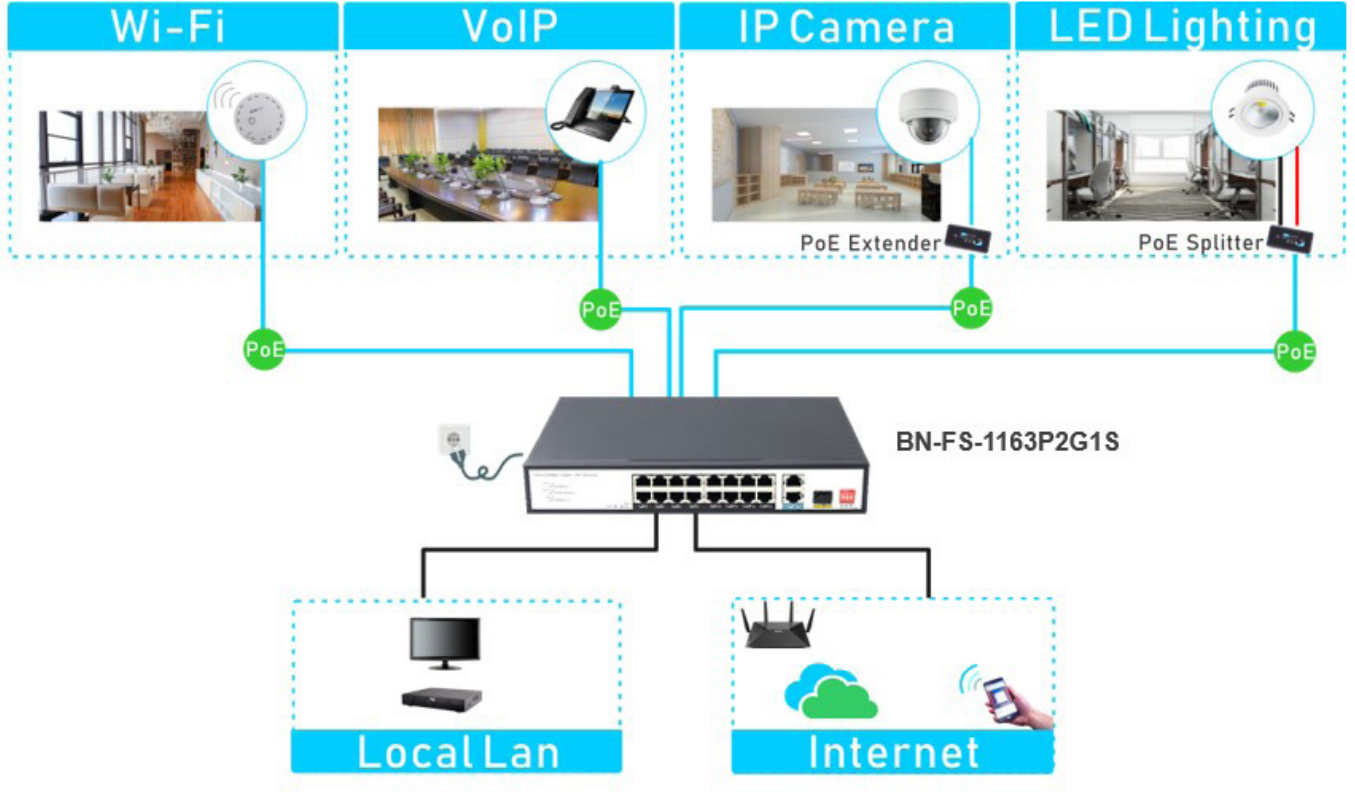 Wi-Fi
VoIP
IP Camera
LED Lighting
PoE Extender
PoE Splitter
PoE
PoE
PoE
PoE
BN-FS-1163P2G1S
Local Lan
Internet